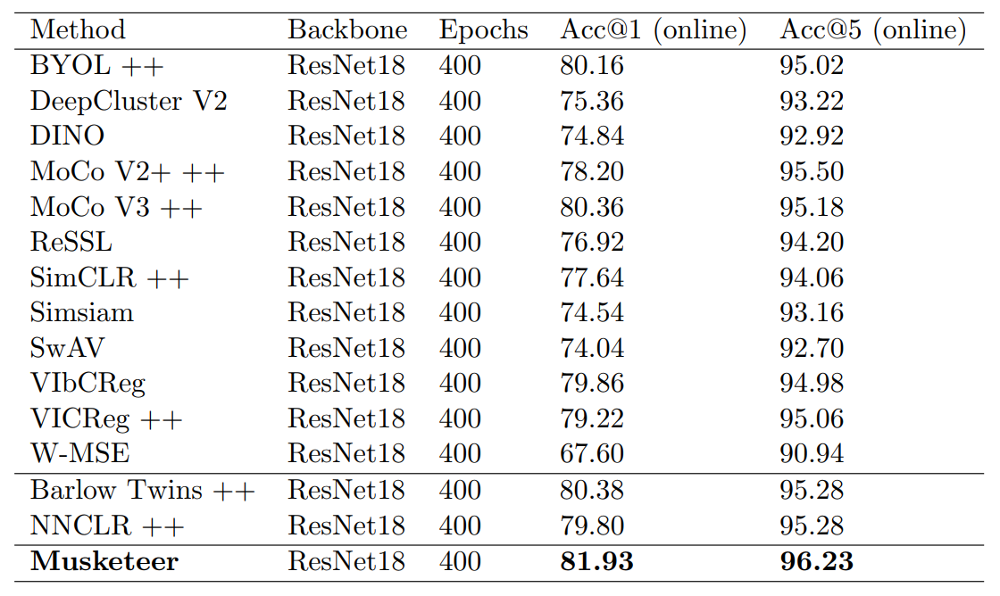 Method Backbone Epochs Acc@1 (online) Acc@5 (online)
BYOL ++ ResNet18 400 80.16 95.02
DeepCluster V2 ResNet18 400 75.36 93.22
DINO ResNet18 400 74.84 92.92
MoCo V2+ ++ ResNet18 400 78.20 95.50
MoCo V3 ++ ResNet18 400 80.36 95.18
ReSSL ResNet18 400 76.92 94.20
SimCLR ++ ResNet18 400 77.64 94.06
Simsiam ResNet18 400 74.54 93.16
SwAV ResNet18 400 74.04 92.70
VIbCReg ResNet18 400 79.86 94.98
VICReg ++ ResNet18 400 79.22 95.06
W-MSE ResNet18 400 67.60 90.94
Barlow Twins ++ ResNet18 400 80.38 95.28
NNCLR ++ ResNet18 400 79.80 95.28
Musketeer ResNet18 400 81.93 96.23